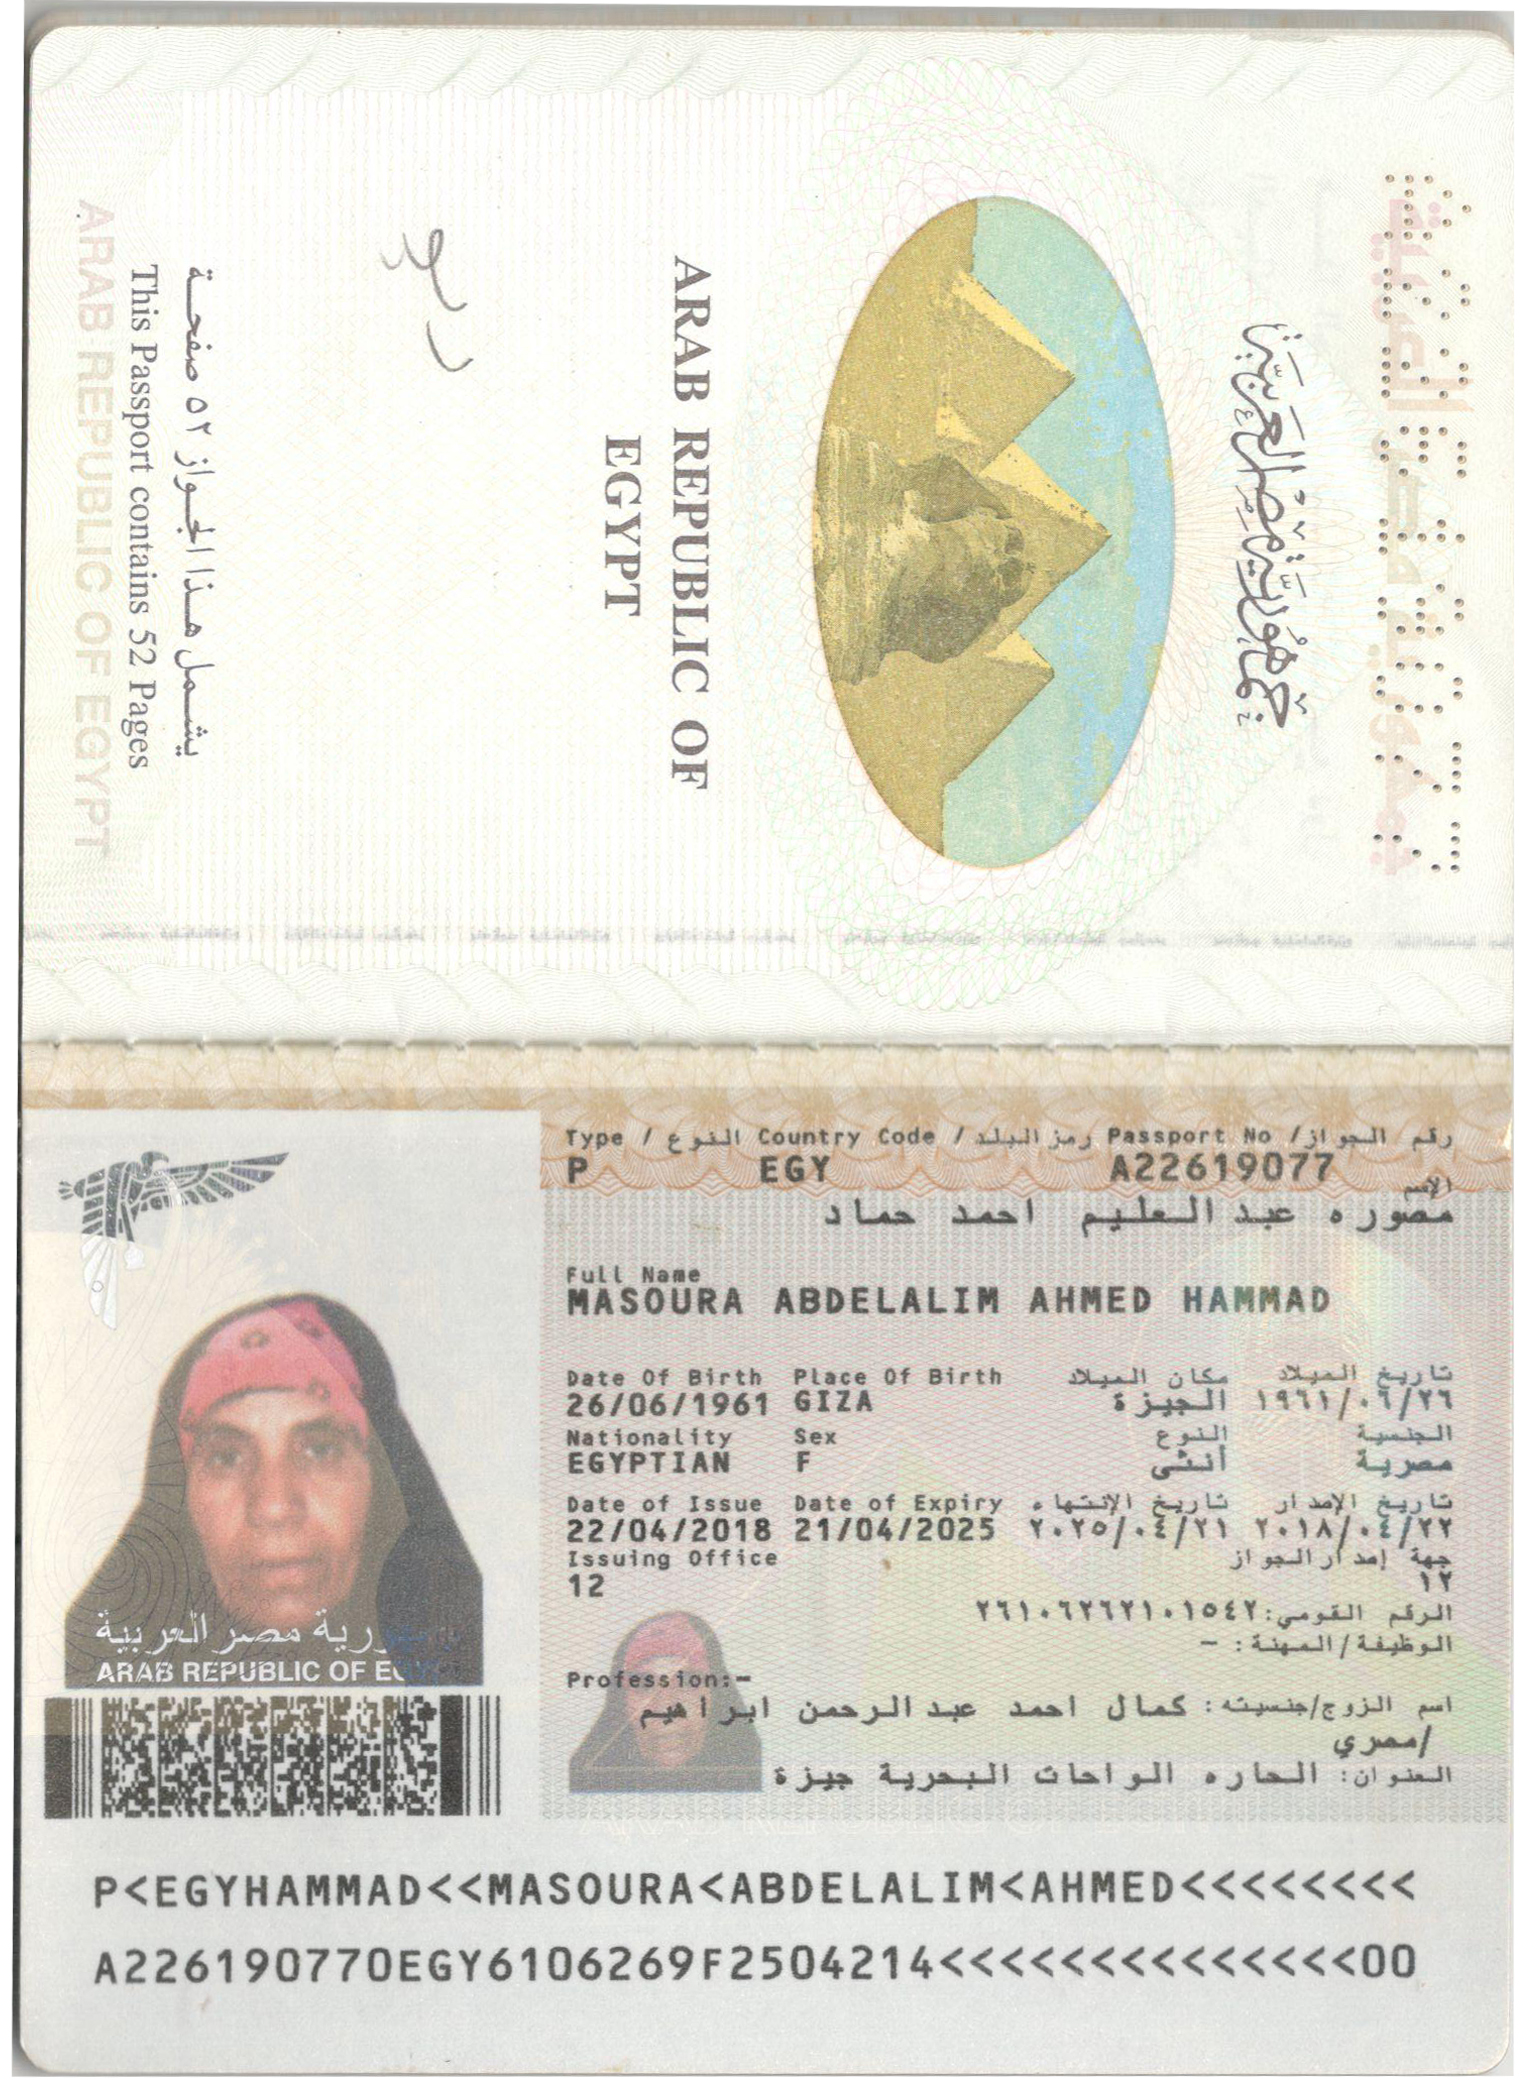 جمهورية مصر العربية
ARAB REPUBLIC OF
EGYPT
يشمل هذا الجواز ٥٢ صفحة
This Passport contains 52 Pages
ARAB REPUBLIC OF EGYPT
Type / النوع Country Code / رمز البلد Passport No / رقم الجواز
P EGY A22619077
الإسم
مصوره عبد العليم احمد حماد
Full Name
MASOURA ABDELALIM AHMED HAMMAD
Date Of Birth Place Of Birth مكان الميلاد تاريخ الميلاد
26/06/1961 GIZA الجيزة ١٩٦١/٠٦/٢٦
Nationality Sex النوع الجنسية
EGYPTIAN F أنثى مصرية
Date of Issue Date of Expiry تاريخ الإنتهاء تاريخ الإصدار
22/04/2018 21/04/2025 ٢٠٢٥/٠٤/٢١ ٢٠١٨/٠٤/٢٢
Issuing Office جهة إصدار الجواز
12 ١٢
الرقم القومي: ٢٦١٠٦٢٦٢١٠١٥٤٢
الوظيفة/المهنة: -
Profession:-
اسم الزوج/جنسيته: كمال احمد عبد الرحمن ابراهيم
/مصري
العنوان: الحاره الواحات البحرية جيزة
مصر العربية
ARAB REPUBLIC OF
P<EGYHAMMAD<<MASOURA<ABDELALIM<AHMED<<<<<<<<
A226190770EGY6106269F2504214<<<<<<<<<<<<<<00